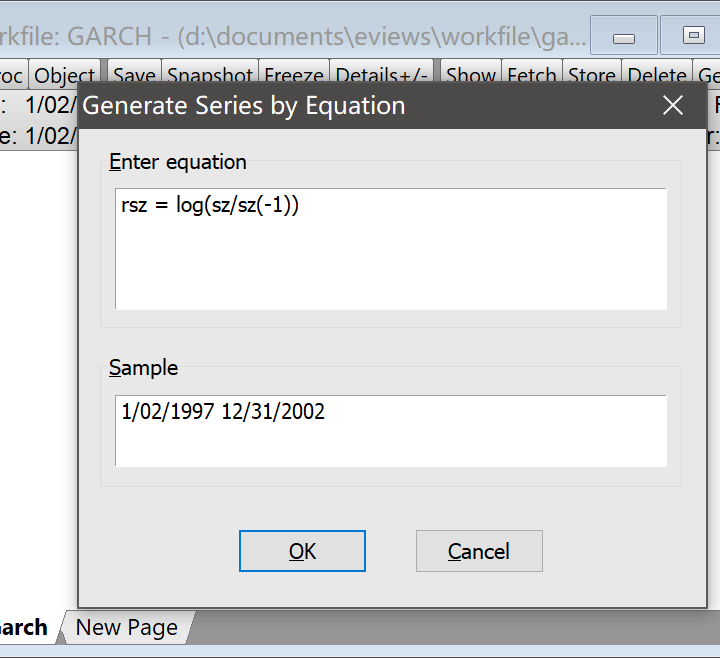 rkfile: GARCH - (d:\documents\eviews\workfile\ga...
roc Object Save Snapshot Freeze Details+/- Show Fetch Store Delete Ge
: 1/02/
e: 1/02/
Generate Series by Equation
Enter equation
rsz = log(sz/sz(-1))
Sample
1/02/1997 12/31/2002
OK Cancel
arch New Page